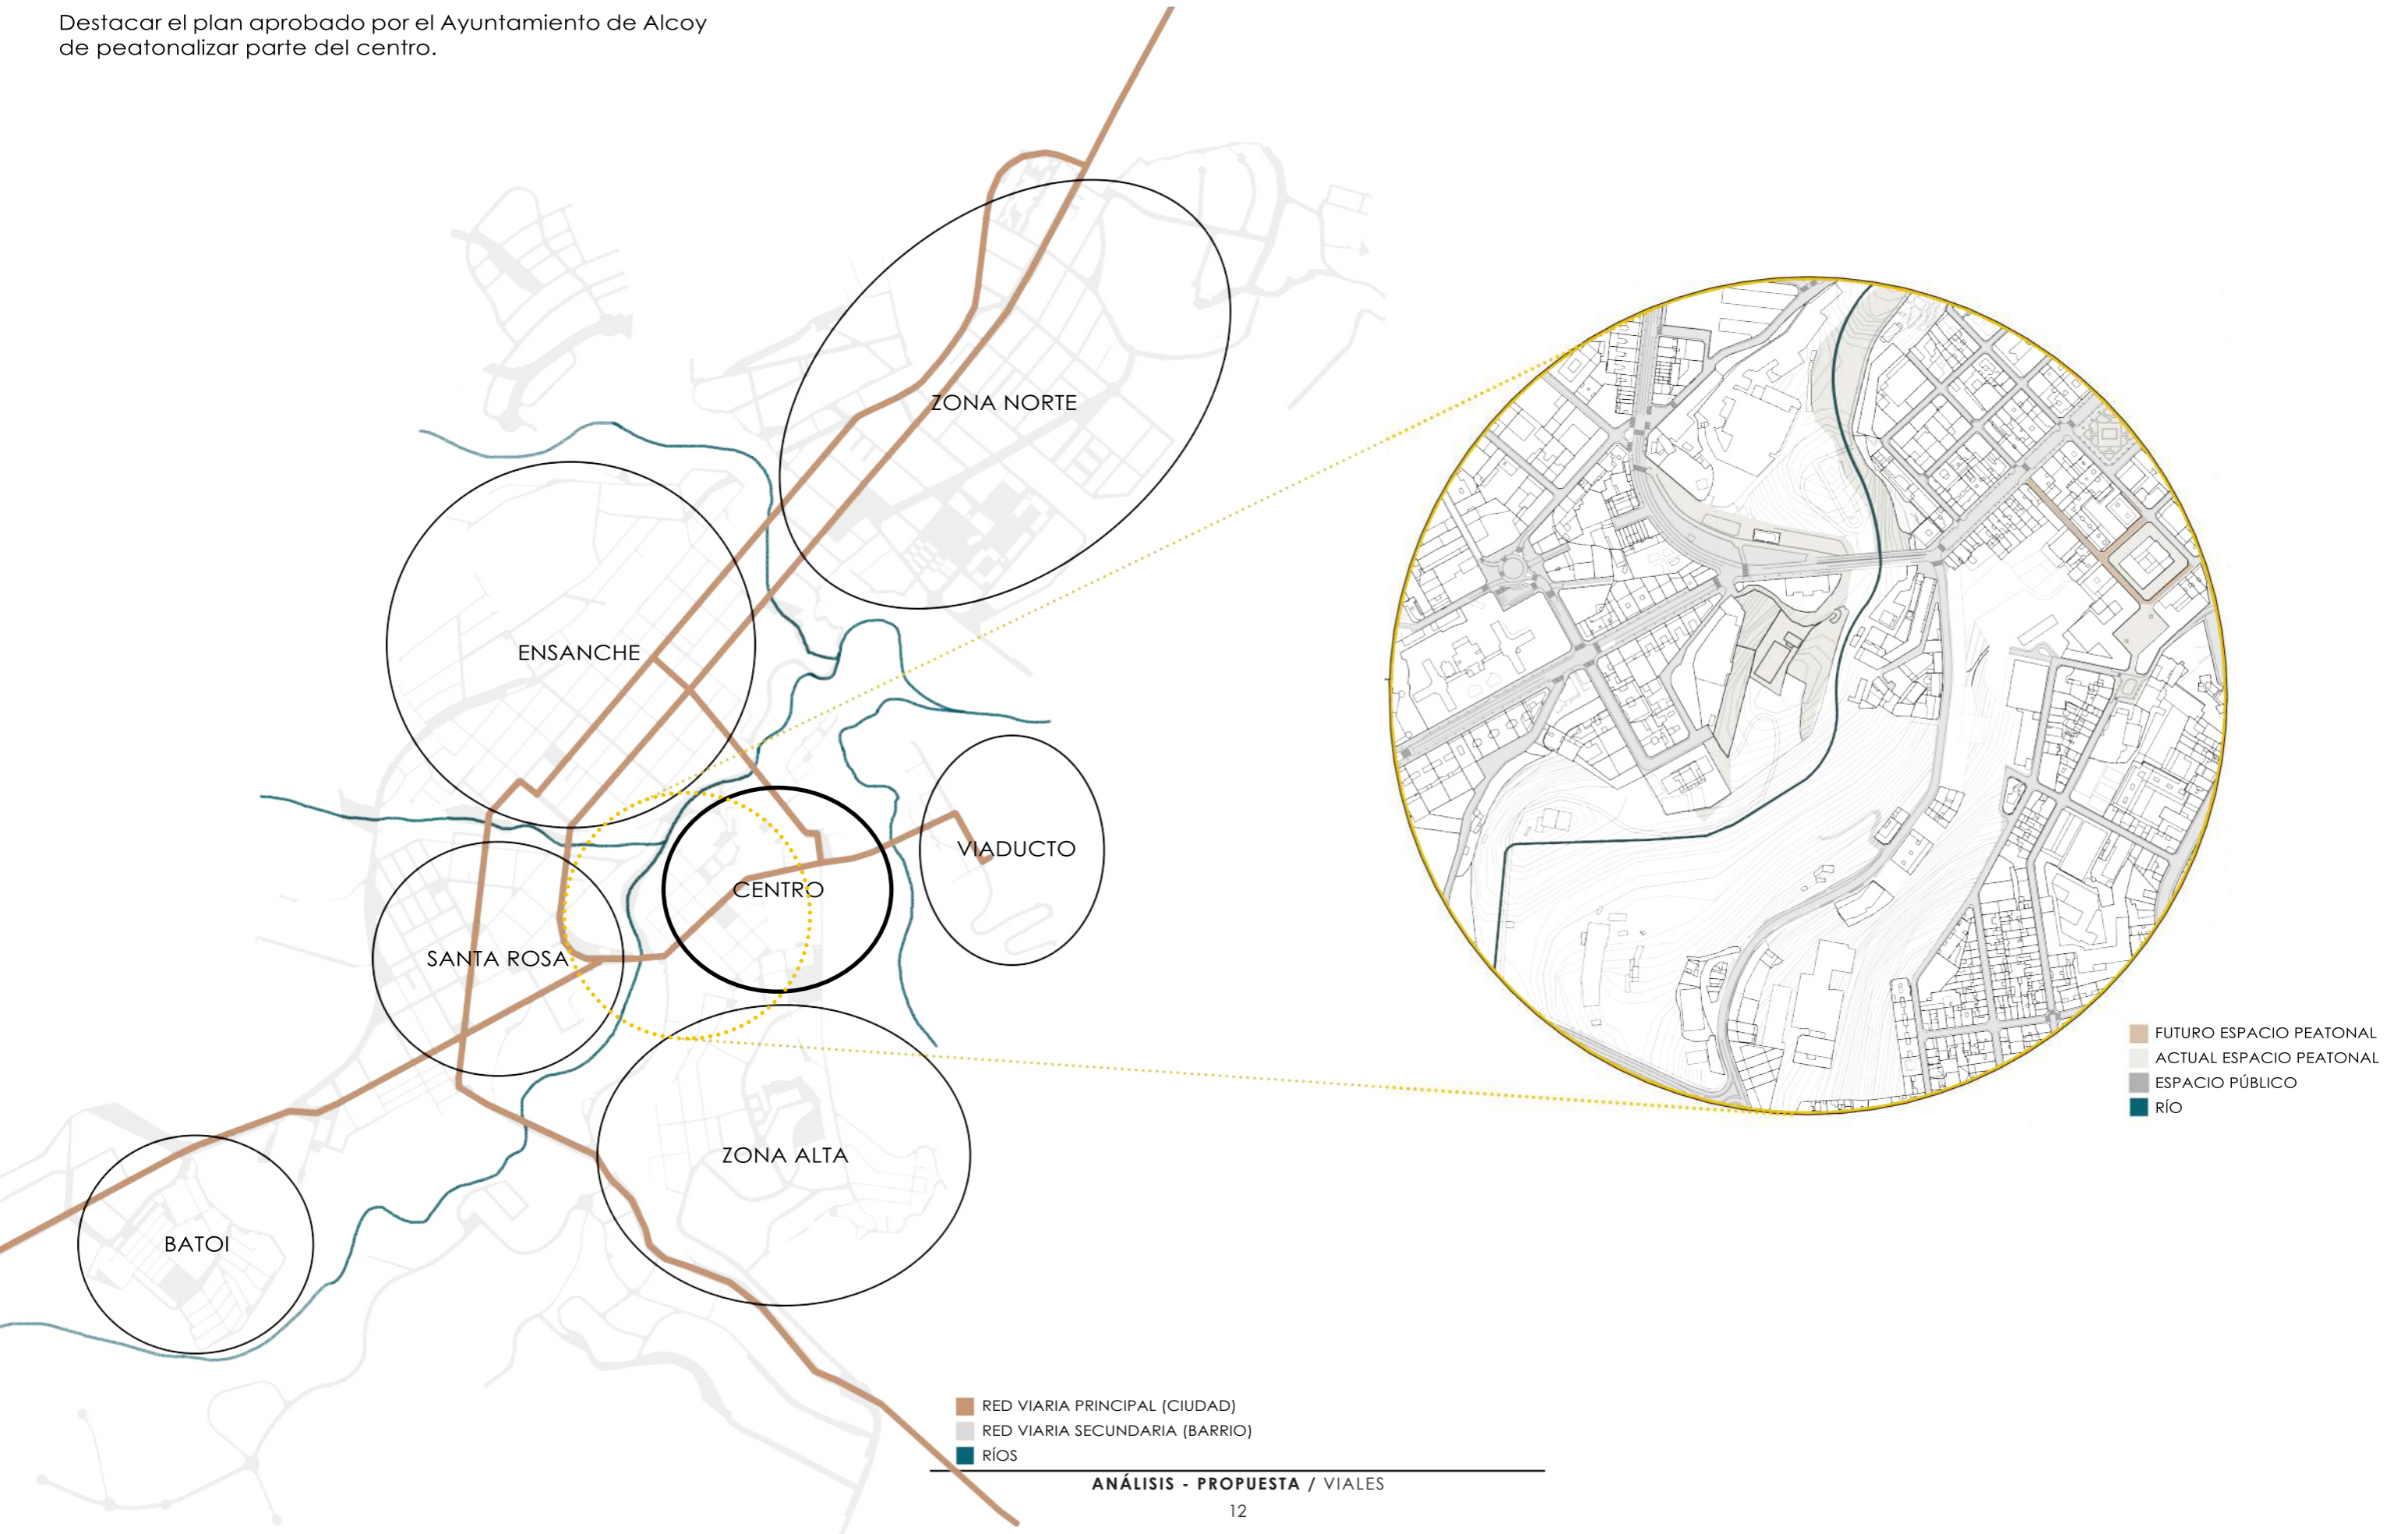 Destacar el plan aprobado por el Ayuntamiento de Alcoy
de peatonalizar parte del centro.
ZONA NORTE
ENSANCHE
VIADUCTO
CENTRO
SANTA ROSA
ZONA ALTA
BATOI
FUTURO ESPACIO PEATONAL
ACTUAL ESPACIO PEATONAL
ESPACIO PÚBLICO
RÍO
RED VIARIA PRINCIPAL (CIUDAD)
RED VIARIA SECUNDARIA (BARRIO)
RÍOS
ANÁLISIS - PROPUESTA / VIALES
12